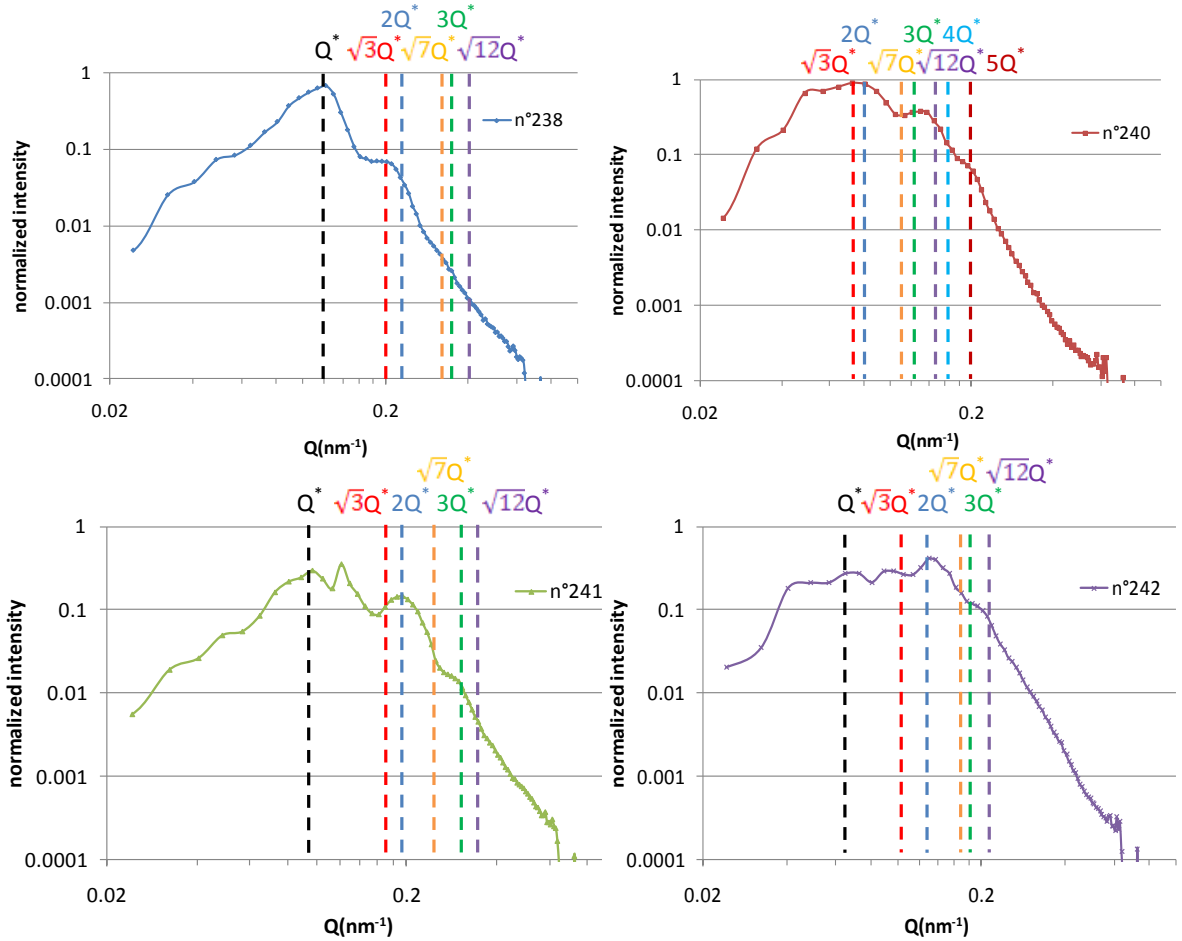 2Q* 3Q*
Q* √3Q* √7Q* √12Q*
1
0.1
0.01
0.001
0.0001
normalized intensity
n°238
0.02 0.2
Q(nm⁻¹)
2Q* 3Q* 4Q*
√3Q* √7Q* √12Q* 5Q*
1
0.1
0.01
0.001
0.0001
normalized intensity
n°240
0.02 0.2
Q(nm⁻¹)
√7Q*
Q* √3Q* 2Q* 3Q* √12Q*
1
0.1
0.01
0.001
0.0001
normalized intensity
n°241
0.02 0.2
Q(nm⁻¹)
√7Q* √12Q*
Q* √3Q* 2Q* 3Q*
1
0.1
0.01
0.001
0.0001
normalized intensity
n°242
0.02 0.2
Q(nm⁻¹)